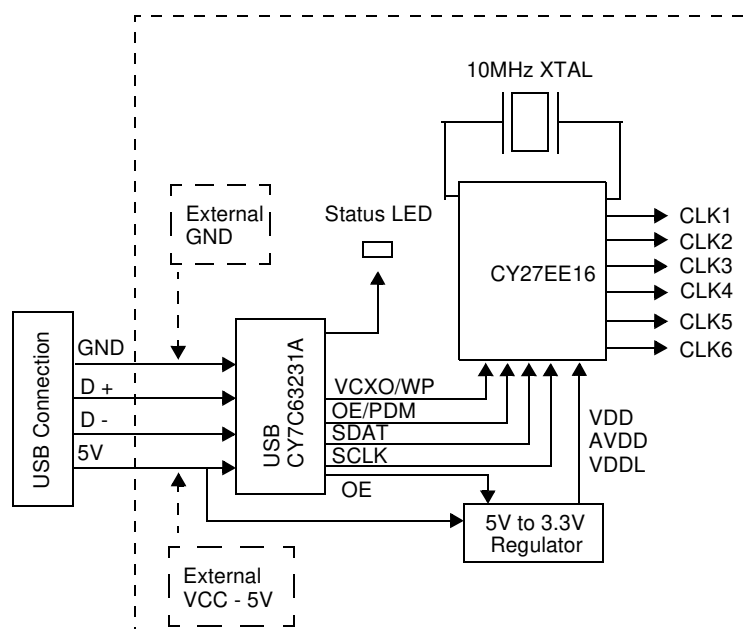 10MHz XTAL
External
GND
Status LED
CY27EE16
CLK1
CLK2
CLK3
CLK4
CLK5
CLK6
USB Connection
GND
D +
D -
5V
USB
CY7C63231A
VCXO/WP
OE/PDM
SDAT
SCLK
OE
VDD
AVDD
VDDL
5V to 3.3V
Regulator
External
VCC - 5V